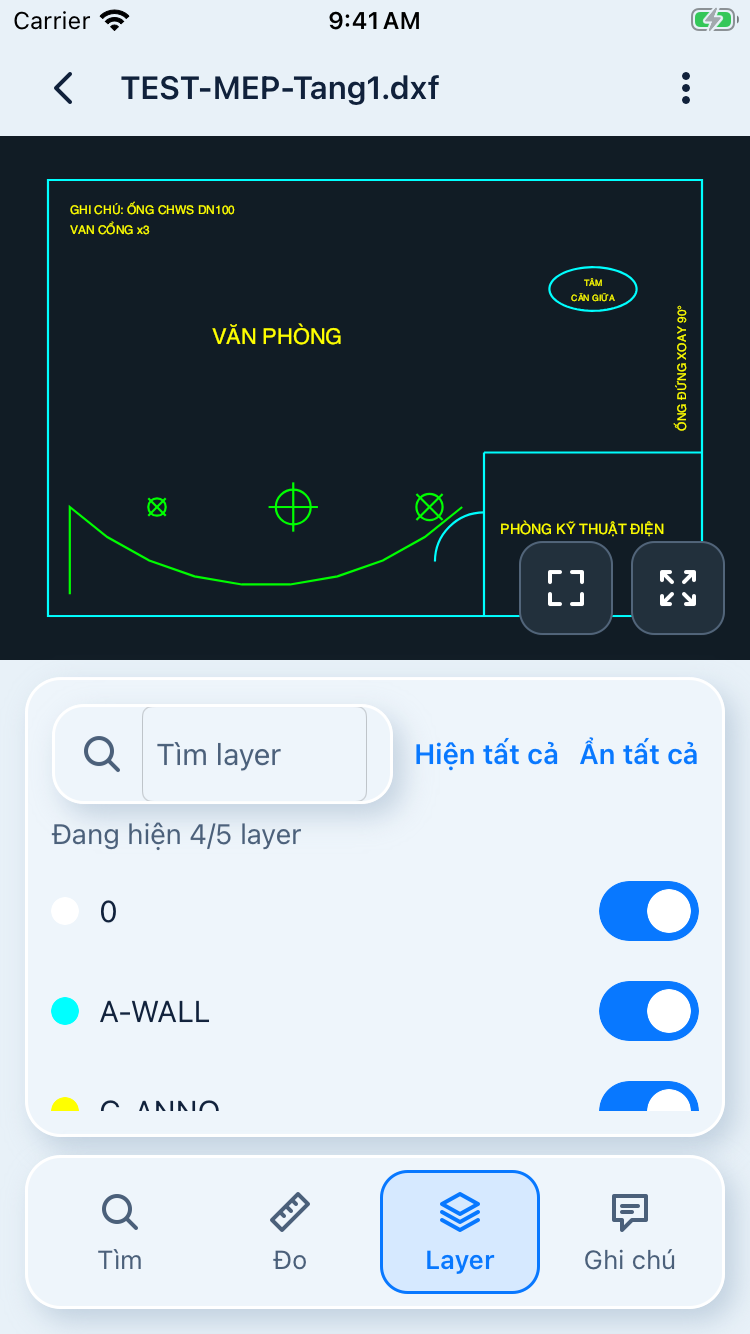 Carrier
9:41 AM
TEST-MEP-Tang1.dxf
GHI CHÚ: ỐNG CHWS DN100
VAN CỔNG x3
TÂM
CĂN GIỮA
VĂN PHÒNG
ỐNG ĐỨNG XOAY 90°
PHÒNG KỸ THUẬT ĐIỆN
Tìm layer
Hiện tất cả
Ẩn tất cả
Đang hiện 4/5 layer
0
A-WALL
C-ANNO
Tìm
Đo
Layer
Ghi chú